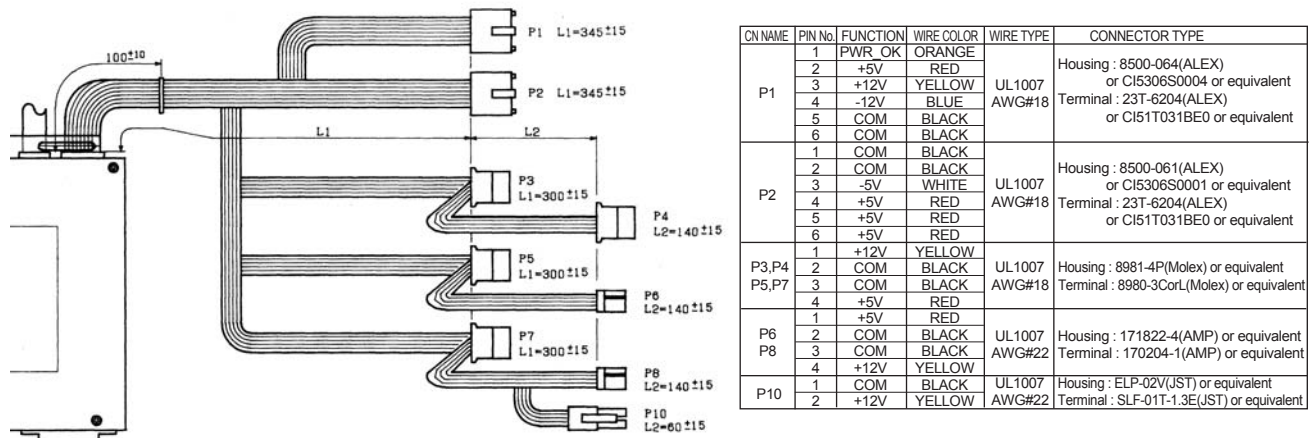 100±10
P1 L1=345±15
P2 L1=345±15
L1
L2
P3
L1=300±15
P4
L2=140±15
P5
L1=300±15
P6
L2=140±15
P7
L1=300±15
P8
L2=140±15
P10
L2=60±15
CN NAME PIN No. FUNCTION WIRE COLOR WIRE TYPE CONNECTOR TYPE
P1
1 PWR_OK ORANGE
2 +5V RED
3 +12V YELLOW
4 -12V BLUE
5 COM BLACK
6 COM BLACK
UL1007
AWG#18
Housing : 8500-064(ALEX)
or CI5306S0004 or equivalent
Terminal : 23T-6204(ALEX)
or CI51T031BE0 or equivalent
P2
1 COM BLACK
2 COM BLACK
3 -5V WHITE
4 +5V RED
5 +5V RED
6 +5V RED
UL1007
AWG#18
Housing : 8500-061(ALEX)
or CI5306S0001 or equivalent
Terminal : 23T-6204(ALEX)
or CI51T031BE0 or equivalent
P3,P4
P5,P7
1 +12V YELLOW
2 COM BLACK
3 COM BLACK
4 +5V RED
UL1007
AWG#18
Housing : 8981-4P(Molex) or equivalent
Terminal : 8980-3CorL(Molex) or equivalent
P6
P8
1 +5V RED
2 COM BLACK
3 COM BLACK
4 +12V YELLOW
UL1007
AWG#22
Housing : 171822-4(AMP) or equivalent
Terminal : 170204-1(AMP) or equivalent
P10
1 COM BLACK
2 +12V YELLOW
UL1007
AWG#22
Housing : ELP-02V(JST) or equivalent
Terminal : SLF-01T-1.3E(JST) or equivalent